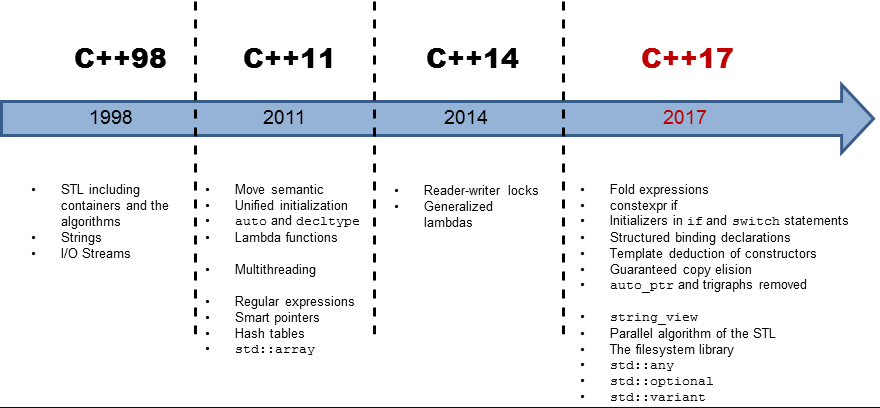 C++98
C++11
C++14
C++17
1998
2011
2014
2017
• STL including
containers and the
algorithms
• Strings
• I/O Streams
• Move semantic
• Unified initialization
• auto and decltype
• Lambda functions
• Multithreading
• Regular expressions
• Smart pointers
• Hash tables
• std::array
• Reader-writer locks
• Generalized
lambdas
• Fold expressions
• constexpr if
• Initializers in if and switch statements
• Structured binding declarations
• Template deduction of constructors
• Guaranteed copy elision
• auto_ptr and trigraphs removed
• string_view
• Parallel algorithm of the STL
• The filesystem library
• std::any
• std::optional
• std::variant